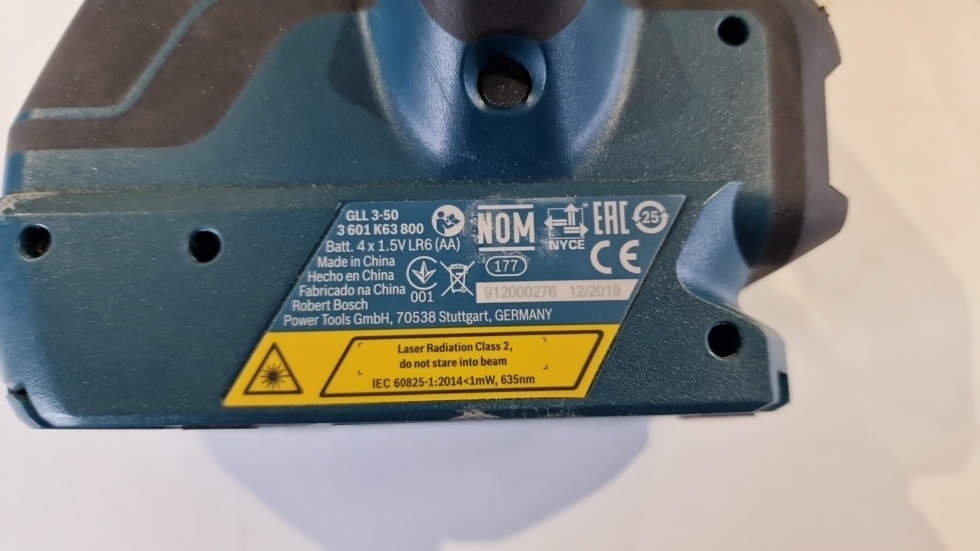 GLL 3-50
3 601 K63 800
Batt. 4 x 1.5V LR6 (AA)
Made in China
Hecho en China
Fabricado na China
Robert Bosch
Power Tools GmbH, 70538 Stuttgart, GERMANY
001
NOM
NYCE
EAC
25
177
CE
912000276 12/2019
Laser Radiation Class 2,
do not stare into beam
IEC 60825-1:2014<1mW, 635nm